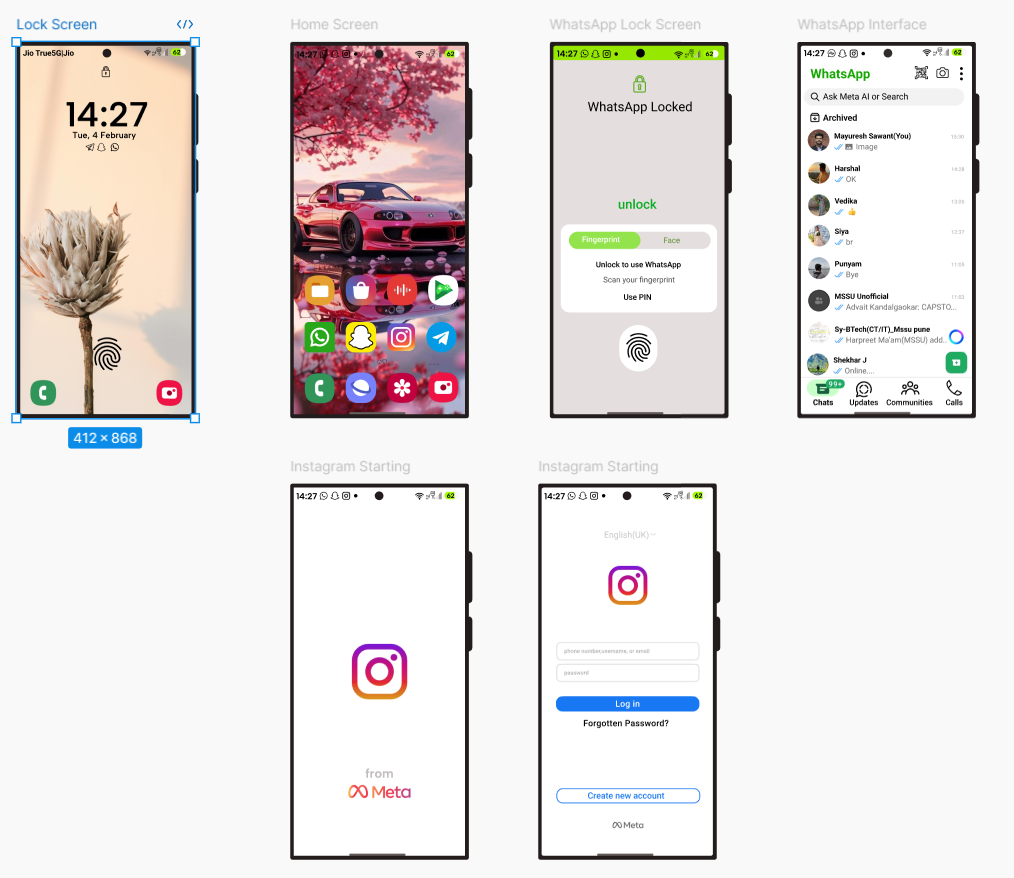 Lock Screen
</>
Jio True5G|Jio
62
14:27
Tue, 4 February
412 × 868
Home Screen
14:27
62
WhatsApp Lock Screen
14:27
62
WhatsApp Locked
unlock
Fingerprint
Face
Unlock to use WhatsApp
Scan your fingerprint
Use PIN
WhatsApp Interface
14:27
62
WhatsApp
Ask Meta AI or Search
Archived
Mayuresh Sawant(You)
15:30
Image
Harshal
14:28
OK
Vedika
13:05
👍
Siya
12:37
br
Punyam
11:05
Bye
MSSU Unofficial
11:02
Advait Kandalgaokar: CAPSTO...
Sy-BTech(CT/IT)_Mssu pune
Harpreet Ma'am(MSSU) add..
Shekhar J
Online....
99+
Chats
Updates
Communities
Calls
Instagram Starting
14:27
62
from
Meta
Instagram Starting
14:27
62
English(UK)
phone number,username, or email
password
Log in
Forgotten Password?
Create new account
Meta